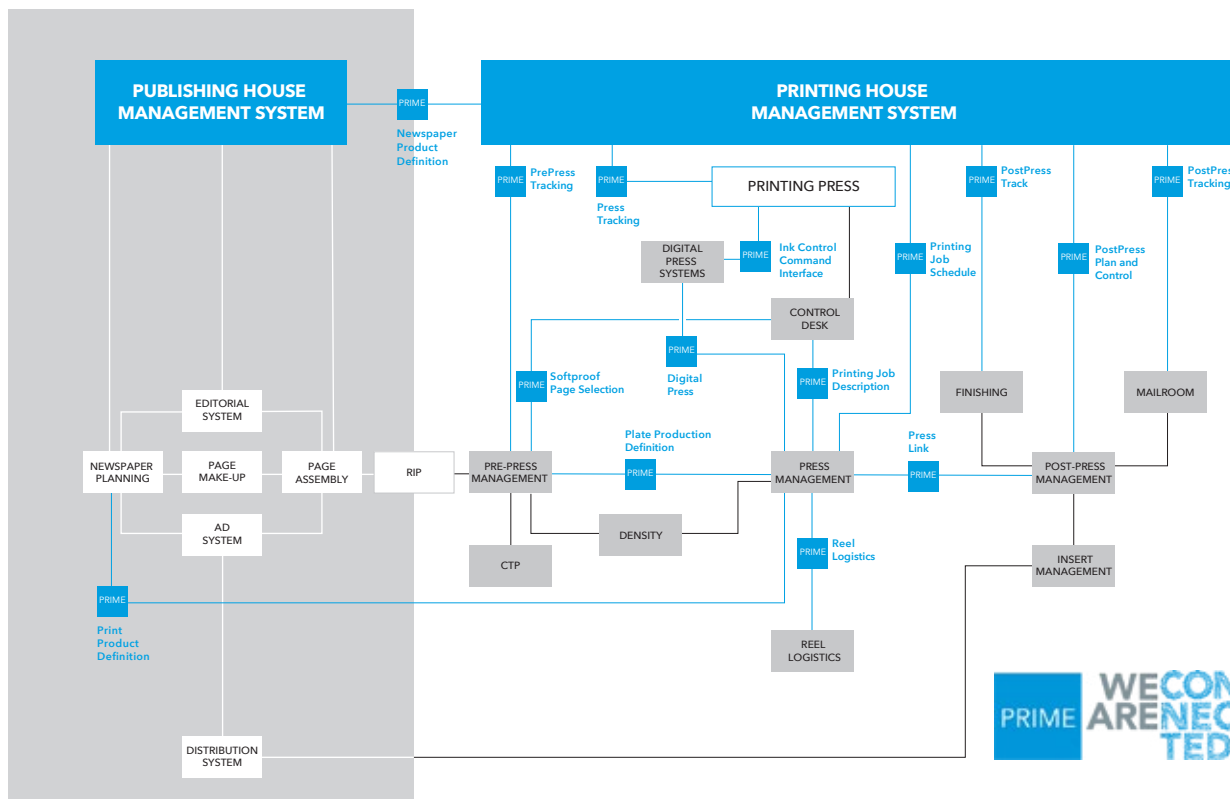 PUBLISHING HOUSE
MANAGEMENT SYSTEM
PRIME
Newspaper
Product
Definition
PRINTING HOUSE
MANAGEMENT SYSTEM
PRIME
PrePress
Tracking
PRIME
Press
Tracking
PRINTING PRESS
PRIME
PostPress
Track
PRIME
PostPress
Tracking
DIGITAL
PRESS
SYSTEMS
PRIME
Ink Control
Command
Interface
PRIME
Printing
Job
Schedule
PRIME
PostPress
Plan and
Control
CONTROL
DESK
PRIME
Digital
Press
PRIME
Softproof
Page Selection
PRIME
Printing Job
Description
FINISHING
MAILROOM
EDITORIAL
SYSTEM
NEWSPAPER
PLANNING
PAGE
MAKE-UP
PAGE
ASSEMBLY
RIP
PRE-PRESS
MANAGEMENT
Plate Production
Definition
PRIME
PRESS
MANAGEMENT
Press
Link
PRIME
POST-PRESS
MANAGEMENT
AD
SYSTEM
CTP
DENSITY
PRIME
Reel
Logistics
INSERT
MANAGEMENT
PRIME
Print
Product
Definition
REEL
LOGISTICS
DISTRIBUTION
SYSTEM
PRIME
WECON
ARENEC
TED